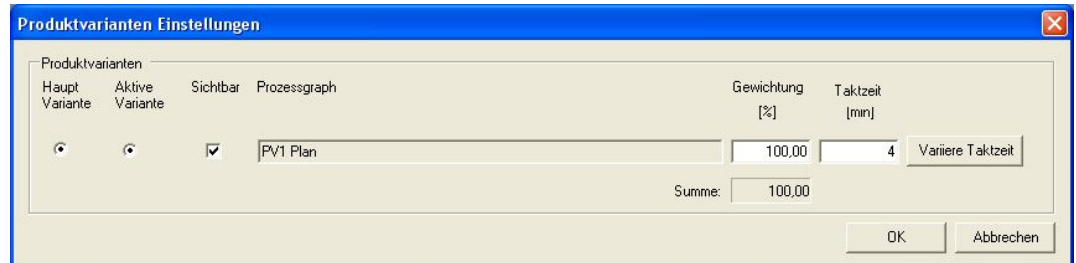 Produktvarianten Einstellungen
Produktvarianten
Haupt Variante
Aktive Variante
Sichtbar
Prozessgraph
Gewichtung [%]
Taktzeit [min]
PV1 Plan
100,00
4
Variiere Taktzeit
Summe:
100,00
OK
Abbrechen